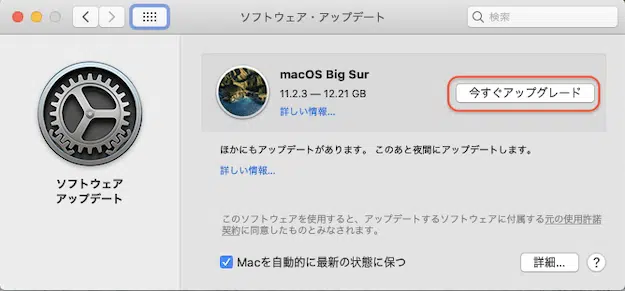 ソフトウェア・アップデート
検索
macOS Big Sur
11.2.3 — 12.21 GB
詳しい情報...
今すぐアップグレード
ソフトウェア
アップデート
ほかにもアップデートがあります。 このあと夜間にアップデートします。
詳しい情報...
このソフトウェアを使用すると、アップデートするソフトウェアに付属する元の使用許諾
契約に同意したものとみなされます。
Macを自動的に最新の状態に保つ
詳細...
?